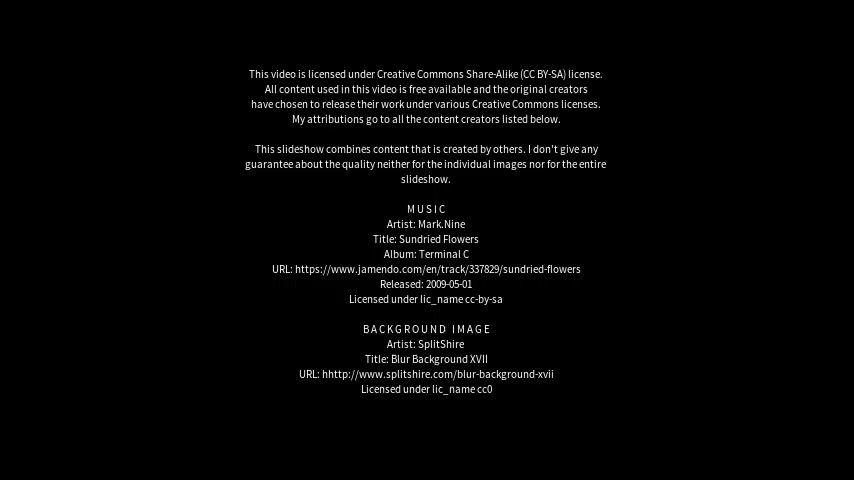 This video is licensed under Creative Commons Share-Alike (CC BY-SA) license.
All content used in this video is free available and the original creators
have chosen to release their work under various Creative Commons licenses.
My attributions go to all the content creators listed below.
This slideshow combines content that is created by others. I don't give any
guarantee about the quality neither for the individual images nor for the entire
slideshow.
MUSIC
Artist: Mark.Nine
Title: Sundried Flowers
Album: Terminal C
URL: https://www.jamendo.com/en/track/337829/sundried-flowers
Released: 2009-05-01
Licensed under lic_name cc-by-sa
BACKGROUND IMAGE
Artist: SplitShire
Title: Blur Background XVII
URL: hhttp://www.splitshire.com/blur-background-xvii
Licensed under lic_name cc0